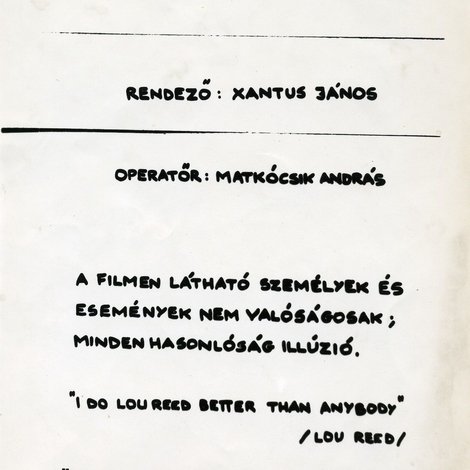 RENDEZŐ: XANTUS JÁNOS
OPERATŐR: MATKÓCSIK ANDRÁS
A FILMEN LÁTHATÓ SZEMÉLYEK ÉS
ESEMÉNYEK NEM VALÓSÁGOSAK;
MINDEN HASONLÓSÁG ILLÚZIÓ.
"I DO LOU REED BETTER THAN ANYBODY"
/LOU REED/